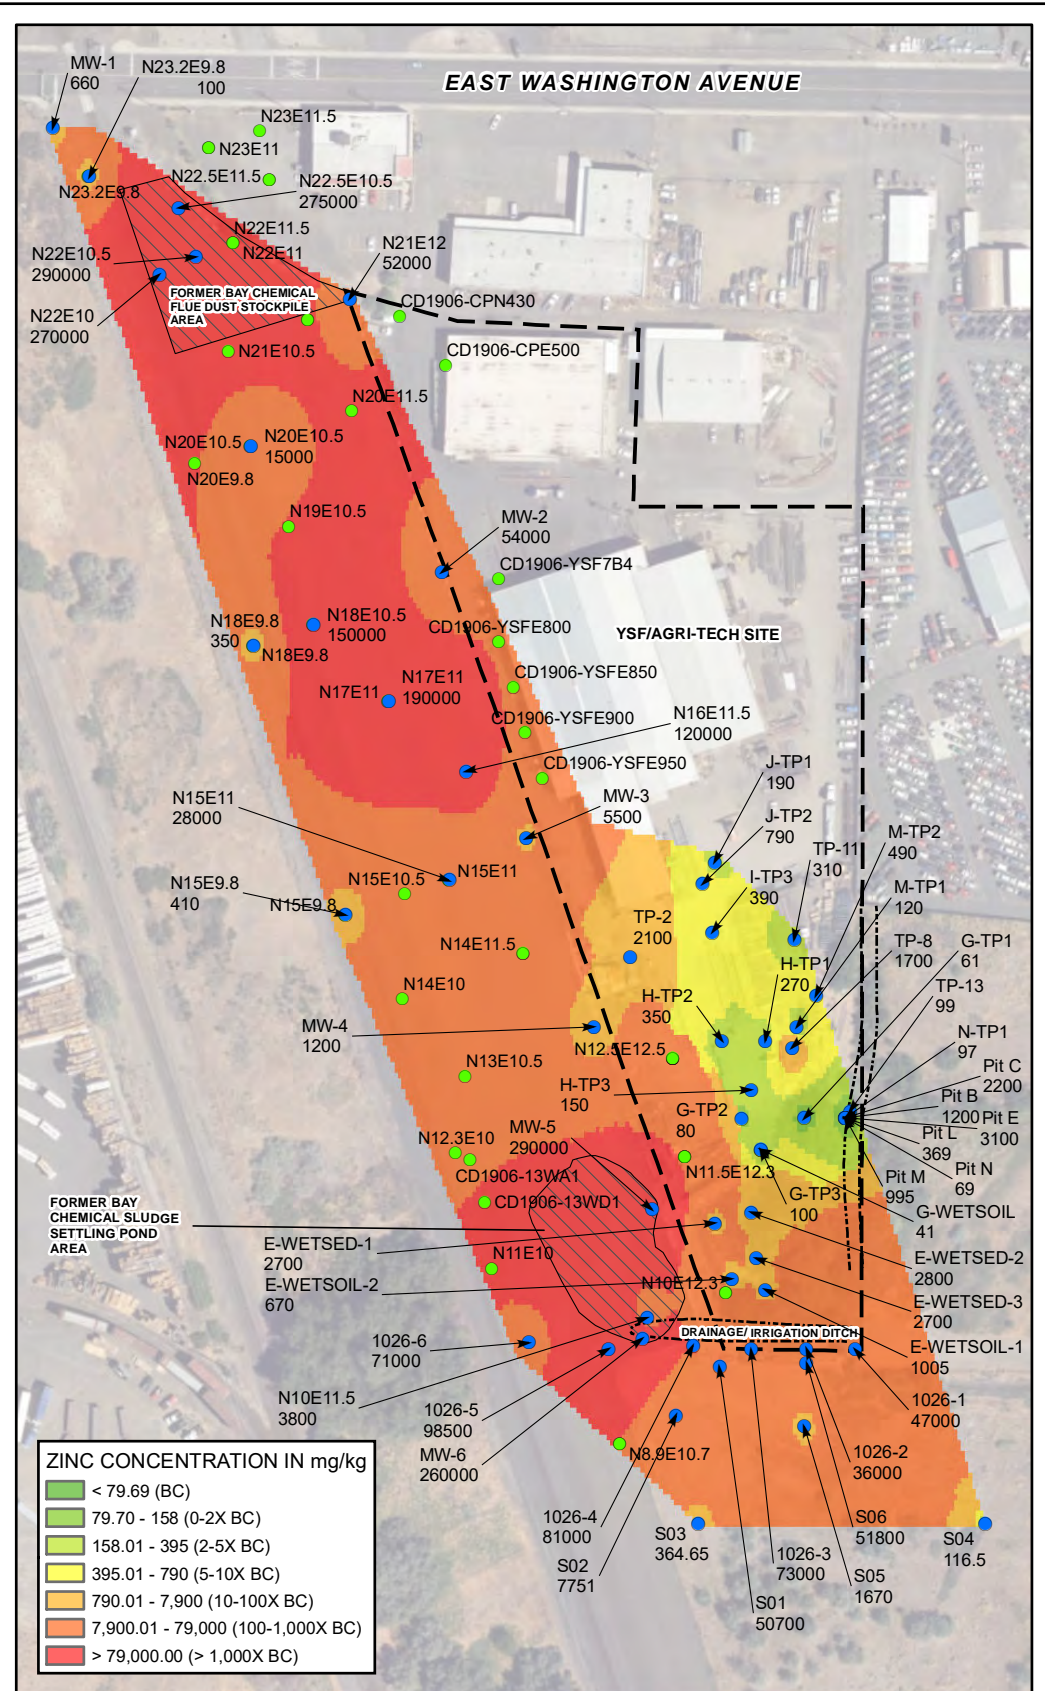 EAST WASHINGTON AVENUE
MW-1
660
N23.2E9.8
100
N23E11.5
N23E11
N23.2E9.8
N22.5E11.5
N22.5E10.5
275000
N22E11.5
N22E11
N22E10.5
290000
N21E12
52000
N22E10
270000
FORMER BAY CHEMICAL
FLUE DUST STOCKPILE
AREA
CD1906-CPN430
N21E10.5
CD1906-CPE500
N20E11.5
N20E10.5
N20E10.5
15000
N20E9.8
N19E10.5
MW-2
54000
CD1906-YSF7B4
N18E9.8
350
N18E9.8
N18E10.5
150000
CD1906-YSFE800
YSF/AGRI-TECH SITE
CD1906-YSFE850
N17E11
N17E11
190000
CD1906-YSFE900
N16E11.5
120000
CD1906-YSFE950
J-TP1
190
N15E11
28000
MW-3
5500
J-TP2
790
M-TP2
490
TP-11
310
I-TP3
390
M-TP1
120
N15E9.8
410
N15E9.8
N15E10.5
N15E11
TP-2
2100
TP-8
1700
G-TP1
61
N14E11.5
H-TP1
270
TP-13
99
N14E10
H-TP2
350
N-TP1
97
MW-4
1200
N12.5E12.5
Pit C
2200
N13E10.5
H-TP3
150
Pit B
1200
Pit E
3100
G-TP2
80
Pit L
369
MW-5
290000
N12.3E10
CD1906-13WA1
N11.5E12.3
Pit N
69
Pit M
995
G-TP3
100
G-WETSOIL
41
CD1906-13WD1
FORMER BAY
CHEMICAL SLUDGE
SETTLING POND
AREA
E-WETSED-1
2700
E-WETSED-2
2800
N11E10
E-WETSOIL-2
670
N10E12.3
E-WETSED-3
2700
DRAINAGE/ IRRIGATION DITCH
E-WETSOIL-1
1005
1026-6
71000
N10E11.5
3800
1026-5
98500
1026-1
47000
MW-6
260000
N8.9E10.7
1026-2
36000
1026-4
81000
S03
364.65
S06
51800
S04
116.5
S02
7751
1026-3
73000
S05
1670
S01
50700
ZINC CONCENTRATION IN mg/kg
< 79.69 (BC)
79.70 - 158 (0-2X BC)
158.01 - 395 (2-5X BC)
395.01 - 790 (5-10X BC)
790.01 - 7,900 (10-100X BC)
7,900.01 - 79,000 (100-1,000X BC)
> 79,000.00 (> 1,000X BC)